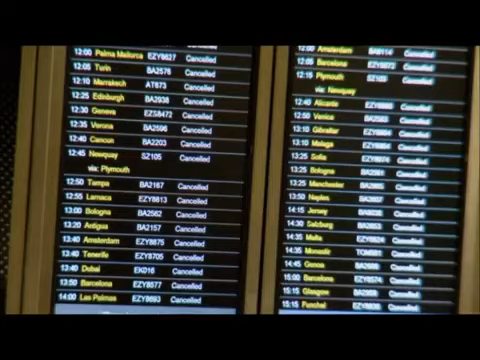 12:00 Palma Mallorca EZY8627 Cancelled
12:05 Turin BA2576 Cancelled
12:10 Marrakech AT873 Cancelled
12:25 Edinburgh BA2938 Cancelled
12:30 Geneva EZS8472 Cancelled
12:35 Verona BA2596 Cancelled
12:40 Cancun BA2203 Cancelled
12:45 Newquay SZ105 Cancelled
via: Plymouth
12:50 Tampa BA2167 Cancelled
12:55 Larnaca EZY8813 Cancelled
13:00 Bologna BA2562 Cancelled
13:20 Antigua BA2157 Cancelled
13:40 Amsterdam EZY8875 Cancelled
13:40 Tenerife EZY8705 Cancelled
13:40 Dubai EK016 Cancelled
13:50 Barcelona EZY8577 Cancelled
14:00 Las Palmas EZY8693 Cancelled
12:00 Amsterdam Cancelled
12:05 Barcelona Cancelled
12:15 Plymouth SZ105 Cancelled
via: Newquay
12:40 Alicante Cancelled
12:50 Venice Cancelled
13:10 Gibraltar Cancelled
13:10 Malaga Cancelled
13:25 Sofia Cancelled
13:25 Bologna Cancelled
13:25 Manchester Cancelled
13:50 Naples Cancelled
14:15 Jersey Cancelled
14:30 Salzburg Cancelled
14:35 Malta Cancelled
14:35 Monastir Cancelled
14:45 Genoa Cancelled
15:00 Barcelona Cancelled
15:15 Glasgow Cancelled
15:15 Funchal Cancelled